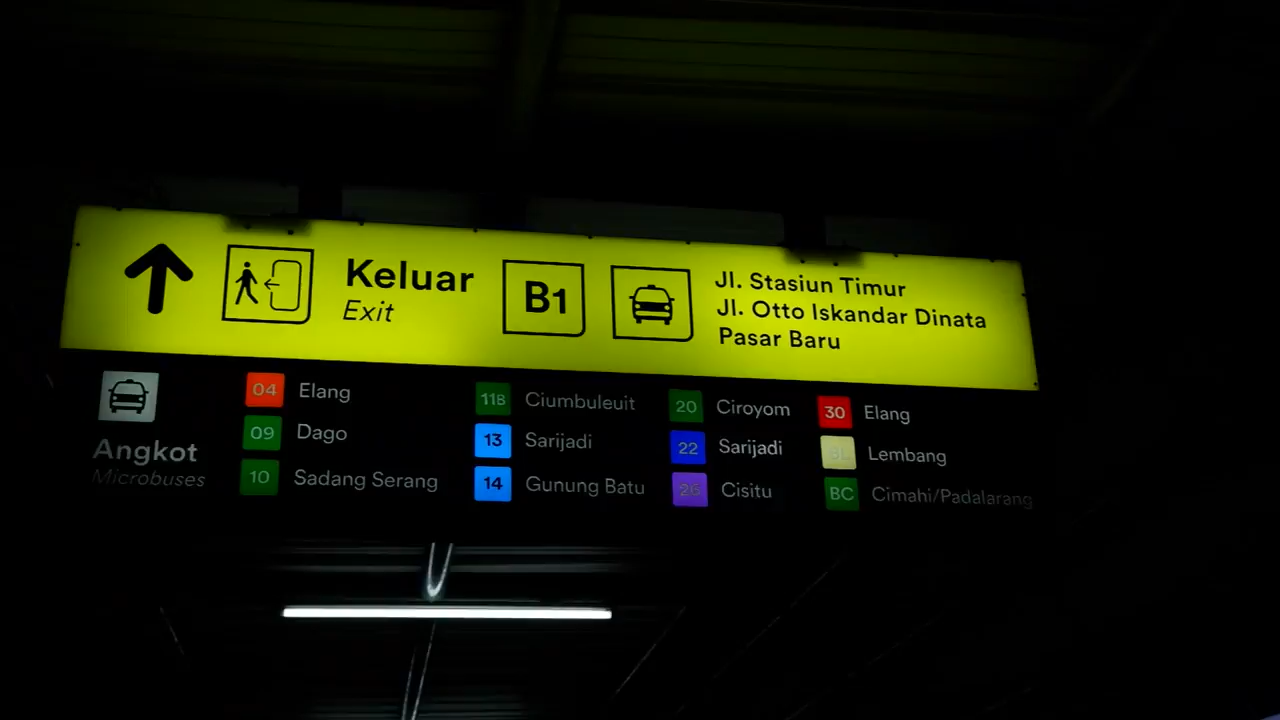 Keluar
Exit
B1
Jl. Stasiun Timur
Jl. Otto Iskandar Dinata
Pasar Baru
Angkot
Microbuses
04 Elang
09 Dago
10 Sadang Serang
11B Ciumbuleuit
13 Sarijadi
14 Gunung Batu
20 Ciroyom
22 Sarijadi
Cisitu
30 Elang
Lembang
BC Cimahi/Padalarang